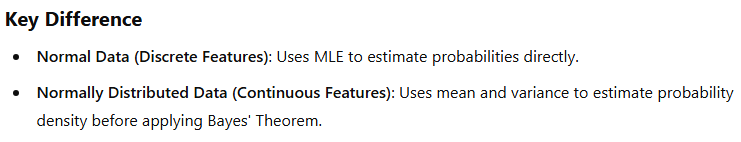 Key Difference
• Normal Data (Discrete Features): Uses MLE to estimate probabilities directly.
• Normally Distributed Data (Continuous Features): Uses mean and variance to estimate probability
density before applying Bayes' Theorem.